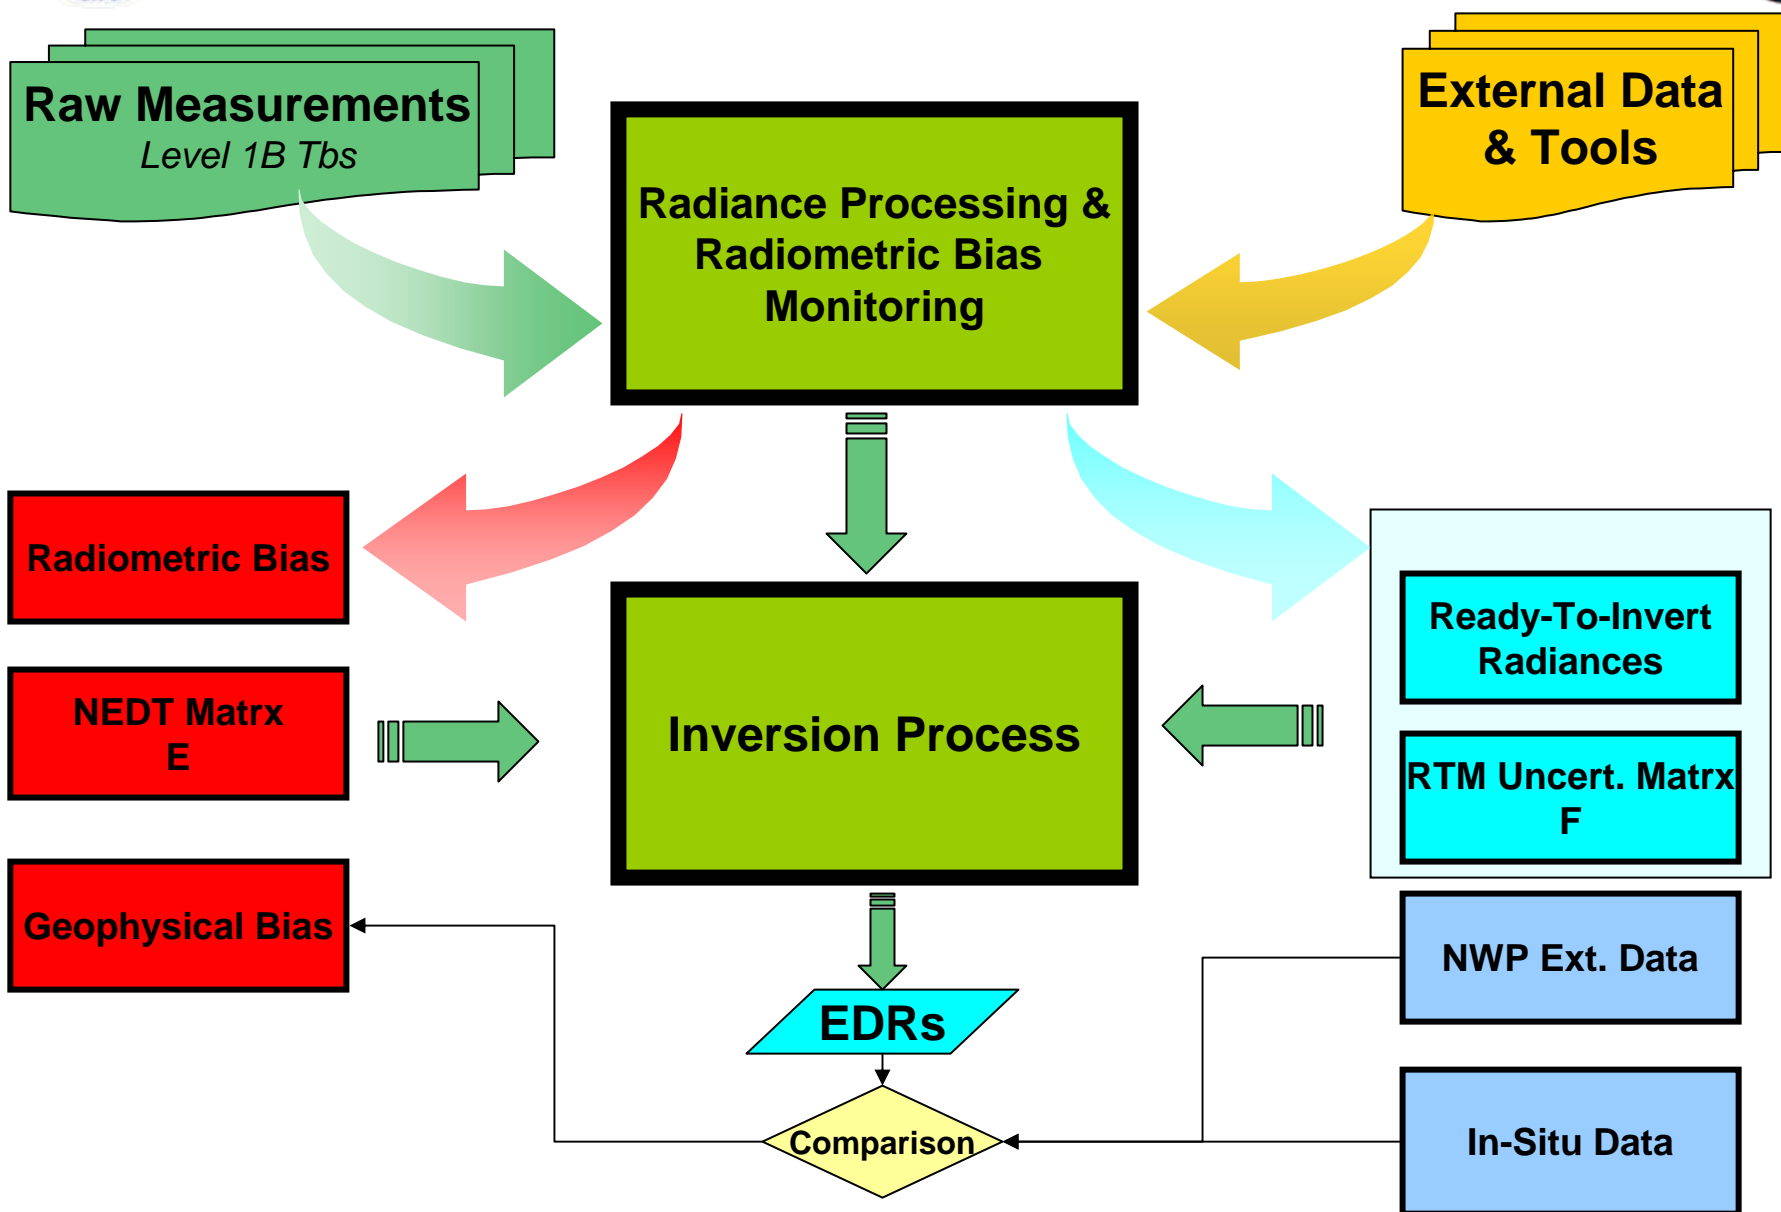 Raw Measurements
Level 1B Tbs
External Data
& Tools
Radiance Processing &
Radiometric Bias
Monitoring
Radiometric Bias
Ready-To-Invert
Radiances
NEDT Matrx
E
Inversion Process
RTM Uncert. Matrx
F
Geophysical Bias
NWP Ext. Data
EDRs
Comparison
In-Situ Data